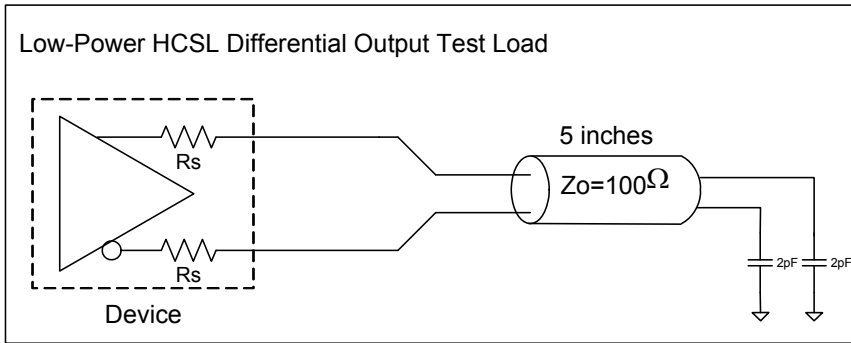 Low-Power HCSL Differential Output Test Load
Rs
5 inches
Zo=100Ω
Rs
2pF
2pF
Device